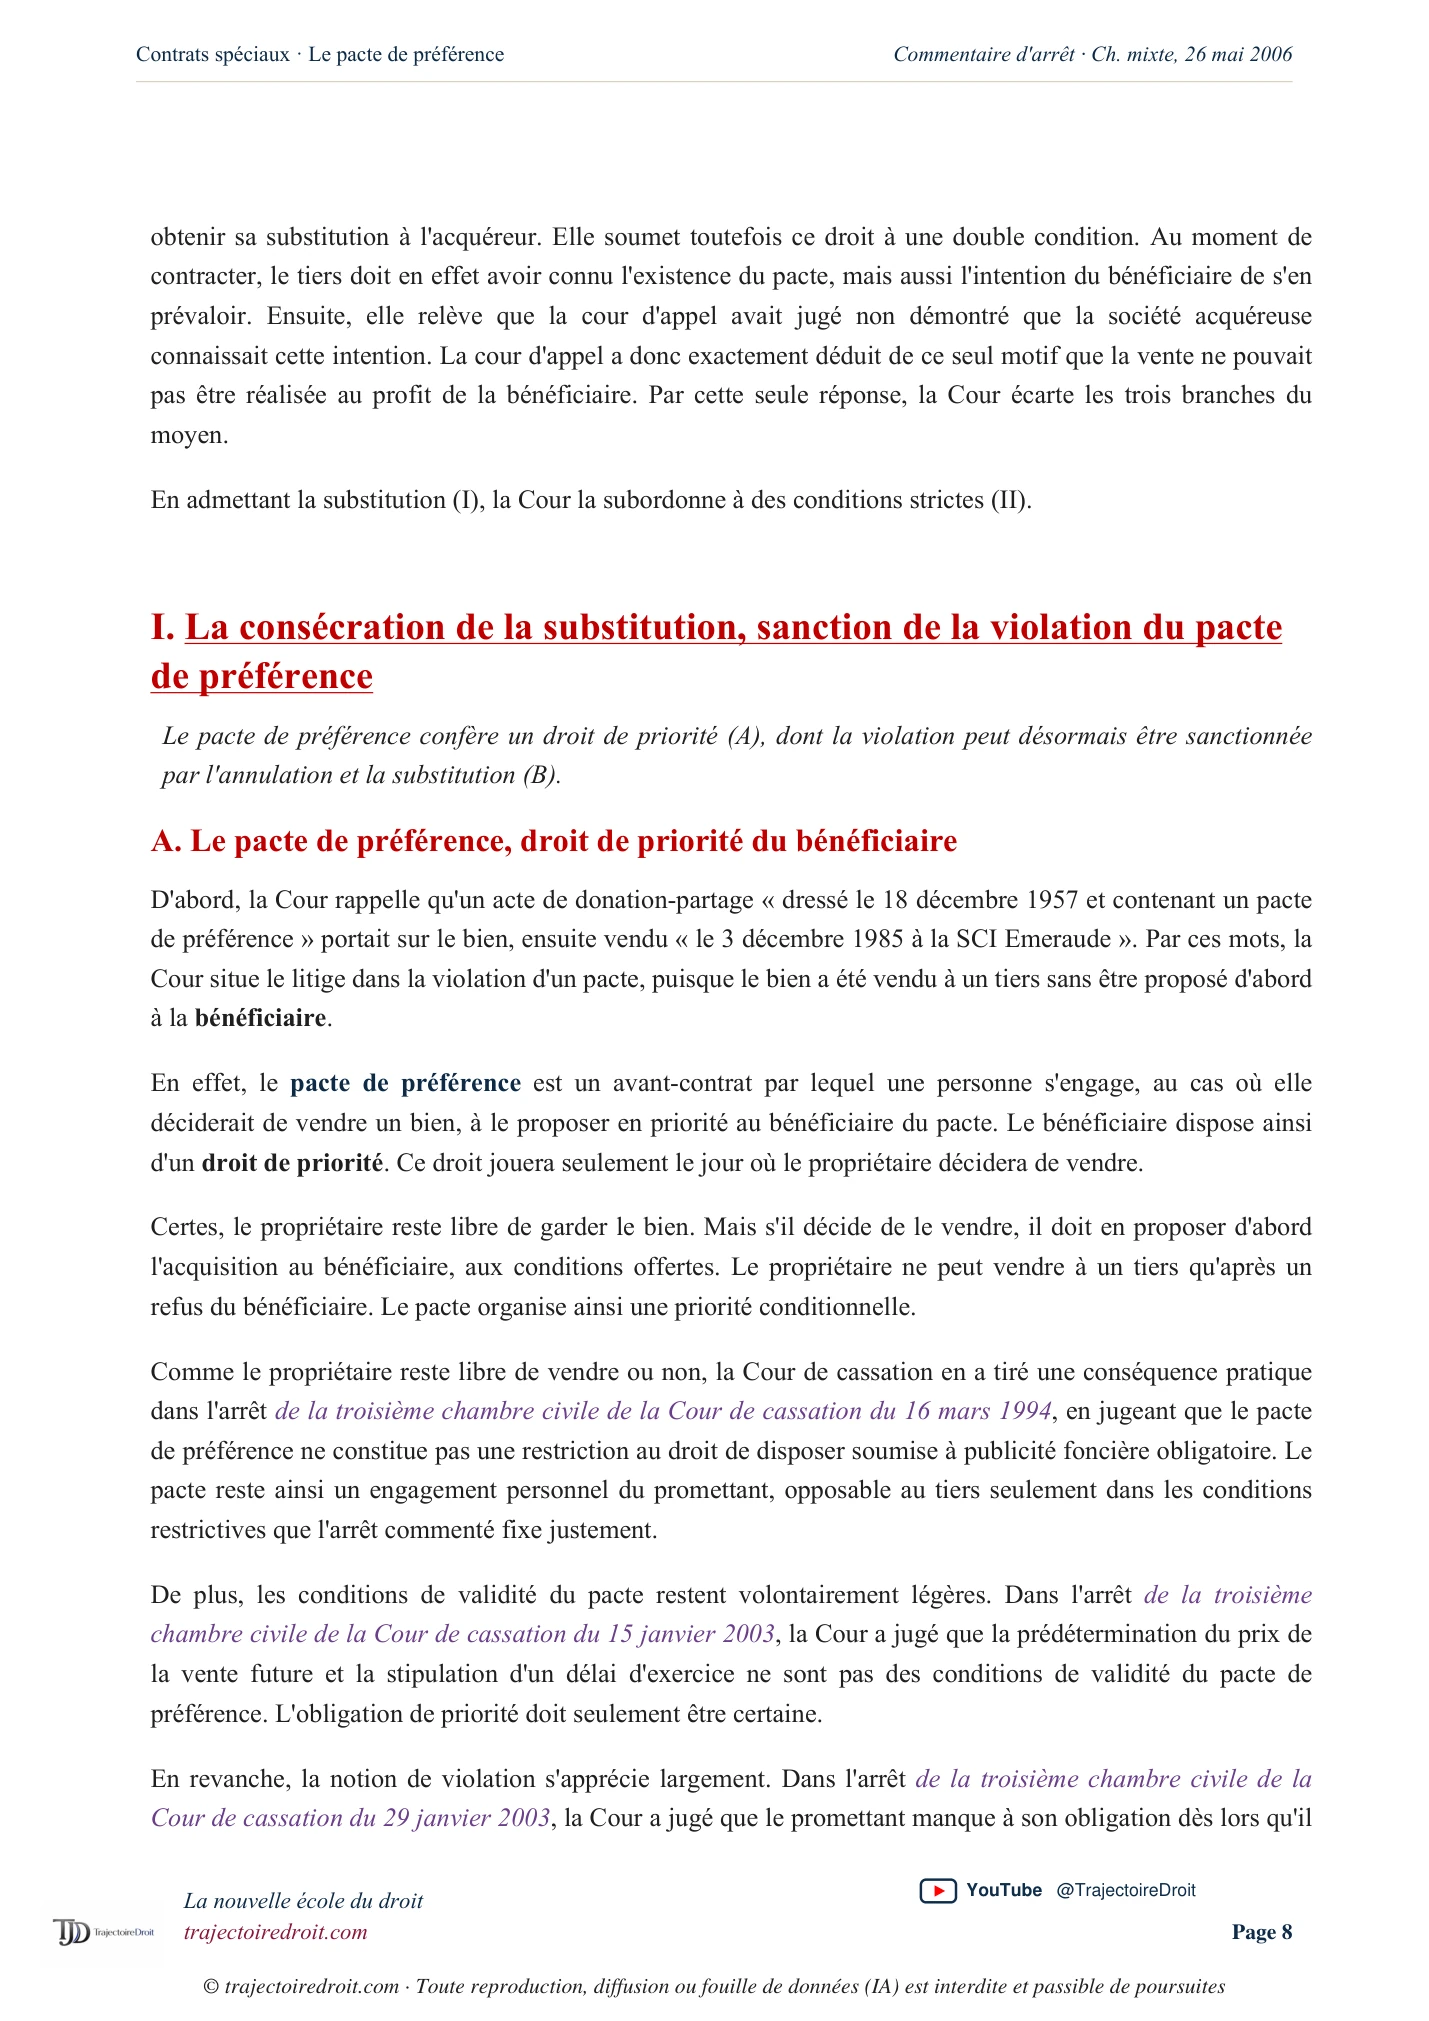 Contrats spéciaux · Le pacte de préférence
Commentaire d'arrêt · Ch. mixte, 26 mai 2006
obtenir sa substitution à l'acquéreur. Elle soumet toutefois ce droit à une double condition. Au moment de
contracter, le tiers doit en effet avoir connu l'existence du pacte, mais aussi l'intention du bénéficiaire de s'en
prévaloir. Ensuite, elle relève que la cour d'appel avait jugé non démontré que la société acquéreuse
connaissait cette intention. La cour d'appel a donc exactement déduit de ce seul motif que la vente ne pouvait
pas être réalisée au profit de la bénéficiaire. Par cette seule réponse, la Cour écarte les trois branches du
moyen.
En admettant la substitution (I), la Cour la subordonne à des conditions strictes (II).
I. La consécration de la substitution, sanction de la violation du pacte
de préférence
Le pacte de préférence confère un droit de priorité (A), dont la violation peut désormais être sanctionnée
par l'annulation et la substitution (B).
A. Le pacte de préférence, droit de priorité du bénéficiaire
D'abord, la Cour rappelle qu'un acte de donation-partage « dressé le 18 décembre 1957 et contenant un pacte
de préférence » portait sur le bien, ensuite vendu « le 3 décembre 1985 à la SCI Emeraude ». Par ces mots, la
Cour situe le litige dans la violation d'un pacte, puisque le bien a été vendu à un tiers sans être proposé d'abord
à la bénéficiaire.
En effet, le pacte de préférence est un avant-contrat par lequel une personne s'engage, au cas où elle
déciderait de vendre un bien, à le proposer en priorité au bénéficiaire du pacte. Le bénéficiaire dispose ainsi
d'un droit de priorité. Ce droit jouera seulement le jour où le propriétaire décidera de vendre.
Certes, le propriétaire reste libre de garder le bien. Mais s'il décide de le vendre, il doit en proposer d'abord
l'acquisition au bénéficiaire, aux conditions offertes. Le propriétaire ne peut vendre à un tiers qu'après un
refus du bénéficiaire. Le pacte organise ainsi une priorité conditionnelle.
Comme le propriétaire reste libre de vendre ou non, la Cour de cassation en a tiré une conséquence pratique
dans l'arrêt de la troisième chambre civile de la Cour de cassation du 16 mars 1994, en jugeant que le pacte
de préférence ne constitue pas une restriction au droit de disposer soumise à publicité foncière obligatoire. Le
pacte reste ainsi un engagement personnel du promettant, opposable au tiers seulement dans les conditions
restrictives que l'arrêt commenté fixe justement.
De plus, les conditions de validité du pacte restent volontairement légères. Dans l'arrêt de la troisième
chambre civile de la Cour de cassation du 15 janvier 2003, la Cour a jugé que la prédétermination du prix de
la vente future et la stipulation d'un délai d'exercice ne sont pas des conditions de validité du pacte de
préférence. L'obligation de priorité doit seulement être certaine.
En revanche, la notion de violation s'apprécie largement. Dans l'arrêt de la troisième chambre civile de la
Cour de cassation du 29 janvier 2003, la Cour a jugé que le promettant manque à son obligation dès lors qu'il
La nouvelle école du droit
YouTube @TrajectoireDroit
TJD TrajectoireDroit
trajectoiredroit.com
Page 8
© trajectoiredroit.com · Toute reproduction, diffusion ou fouille de données (IA) est interdite et passible de poursuites